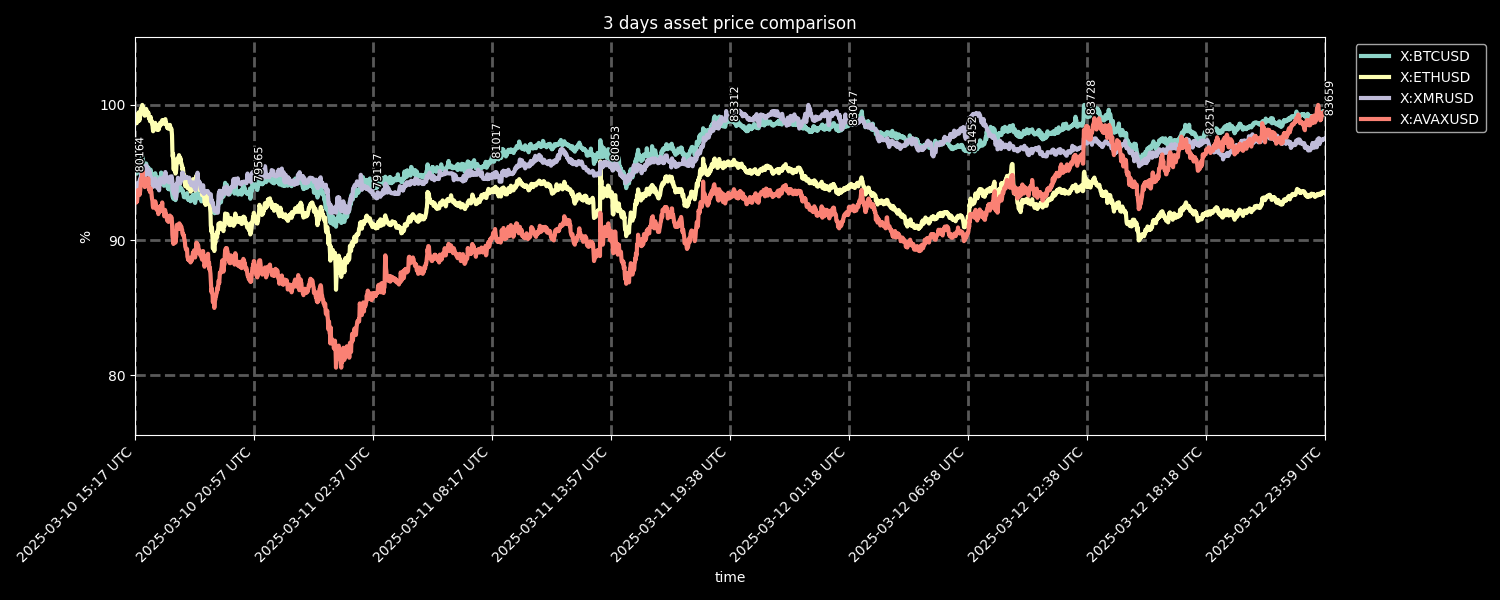 3 days asset price comparison
X:BTCUSD
X:ETHUSD
X:XMRUSD
X:AVAXUSD
%
100
90
80
80164
79565
79137
81017
80853
83312
83047
81452
83728
82517
83659
2025-03-10 15:17 UTC
2025-03-10 20:57 UTC
2025-03-11 02:37 UTC
2025-03-11 08:17 UTC
2025-03-11 13:57 UTC
2025-03-11 19:38 UTC
2025-03-12 01:18 UTC
2025-03-12 06:58 UTC
2025-03-12 12:38 UTC
2025-03-12 18:18 UTC
2025-03-12 23:59 UTC
time